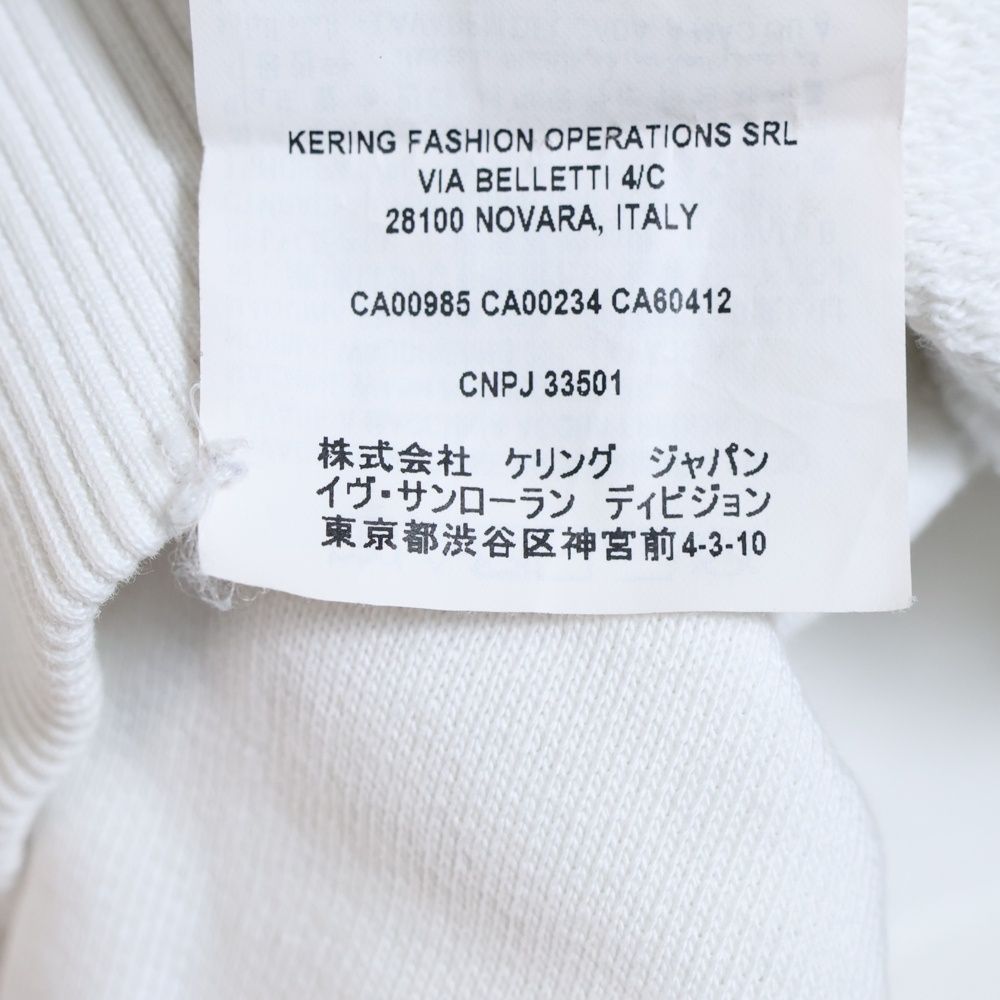 KERING FASHION OPERATIONS SRL
VIA BELLETTI 4/C
28100 NOVARA, ITALY
CA00985 CA00234 CA60412
CNPJ 33501
株式会社 ケリング ジャパン
イヴ・サンローラン ディビジョン
東京都渋谷区神宮前4-3-10